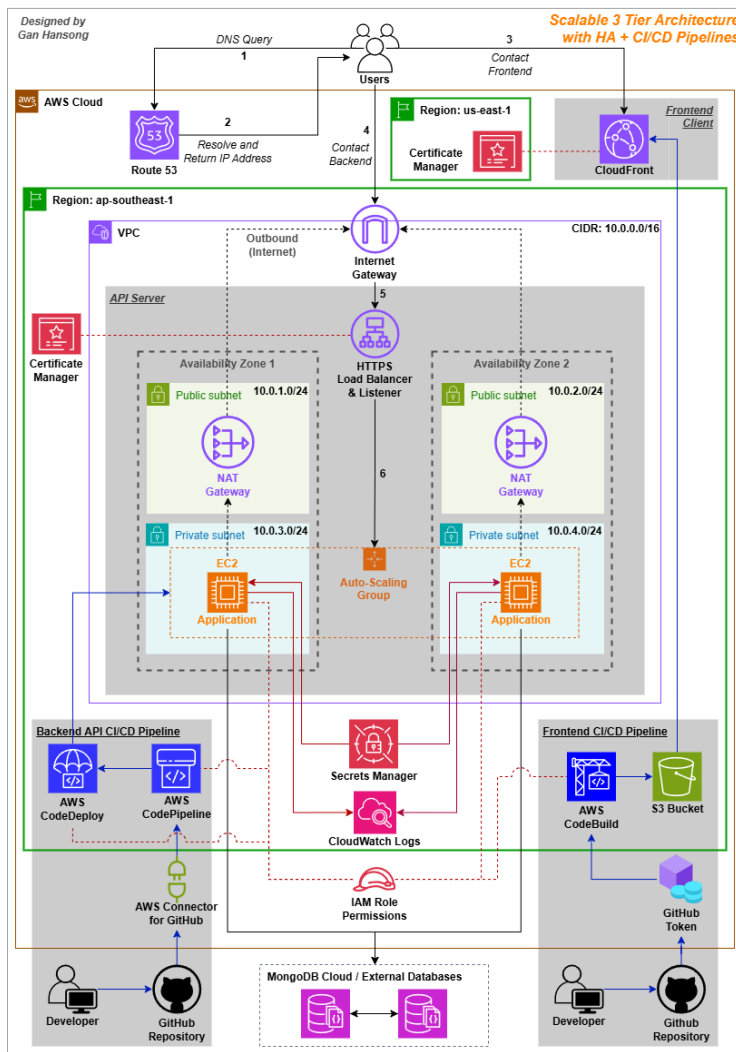 Designed by
Gan Hansong
Scalable 3 Tier Architecture
with HA + CI/CD Pipelines
DNS Query
1
3
Contact
Frontend
Users
aws
AWS Cloud
2
Resolve and
Return IP Address
53
Route 53
4
Contact
Backend
Region: us-east-1
Certificate
Manager
Frontend
Client
CloudFront
Region: ap-southeast-1
VPC
CIDR: 10.0.0.0/16
Outbound
(Internet)
Internet
Gateway
API Server
5
Certificate
Manager
HTTPS
Load Balancer
& Listener
Availability Zone 1
Public subnet
10.0.1.0/24
NAT
Gateway
Private subnet
10.0.3.0/24
EC2
Application
6
Auto-Scaling
Group
Availability Zone 2
Public subnet
10.0.2.0/24
NAT
Gateway
Private subnet
10.0.4.0/24
EC2
Application
Backend API CI/CD Pipeline
AWS
CodeDeploy
AWS
CodePipeline
AWS Connector
for GitHub
Developer
GitHub
Repository
Secrets Manager
CloudWatch Logs
IAM Role
Permissions
MongoDB Cloud / External Databases
Frontend CI/CD Pipeline
AWS
CodeBuild
S3 Bucket
GitHub
Token
Developer
Github
Repository